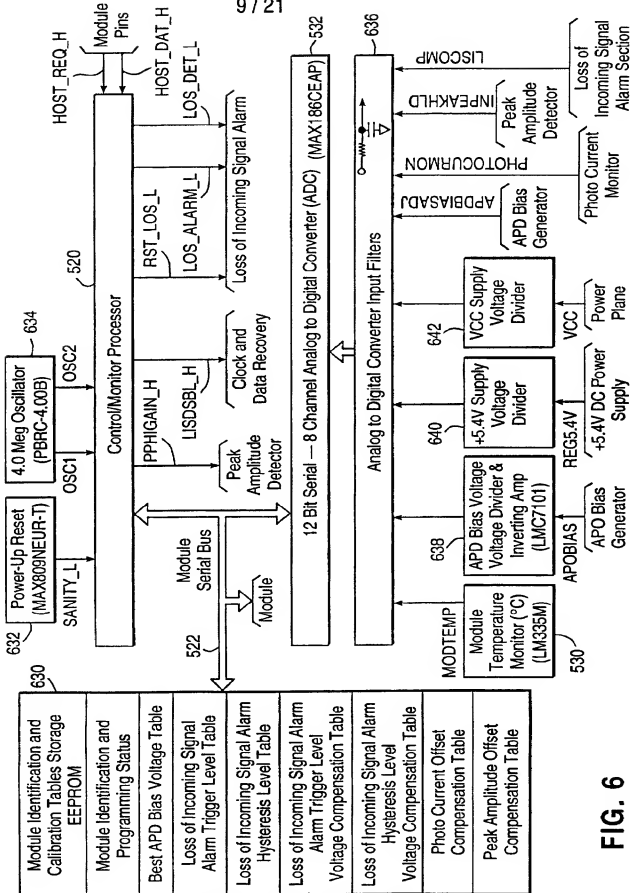 9/21
Module Identification and
Calibration Tables Storage
EEPROM
630
Module Identification and
Programming Status
Best APD Bias Voltage Table
Loss of Incoming Signal
Alarm Trigger Level Table
Loss of Incoming Signal Alarm
Hysteresis Level Table
Loss of Incoming Signal Alarm
Alarm Trigger Level
Voltage Compensation Table
Loss of Incoming Signal Alarm
Hysteresis Level
Voltage Compensation Table
Photo Current Offset
Compensation Table
Peak Amplitude Offset
Compensation Table
632
Power-Up Reset
(MAX809NEUR-T)
SANITY_L
634
4.0 Meg Oscillator
(PBRC-4.00B)
OSC1
OSC2
520
Control/Monitor Processor
HOST_REQ_H
Module
Pins
HOST_DAT_H
Module
Serial Bus
522
Module
PPHIGAIN_H
Peak
Amplitude
Detector
LISDSBL_H
Clock and
Data Recovery
RST_LOS_L
LOS_ALARM_L
LOS_DET_L
Loss of Incoming Signal Alarm
12 Bit Serial — 8 Channel Analog to Digital Converter (ADC) (MAX186CEAP)
532
Analog to Digital Converter Input Filters
636
MODTEMP
Module
Temperature
Monitor (°C)
(LM335M)
530
638
APD Bias Voltage
Voltage Divider &
Inverting Amp
(LMC7101)
APOBIAS
APO Bias
Generator
640
+5.4V Supply
Voltage
Divider
REG5.4V
+5.4V DC Power
Supply
642
VCC Supply
Voltage
Divider
VCC
Power
Plane
APDBIASADJ
APD Bias
Generator
PHOTOCURMON
Photo Current
Monitor
INPEAKHLD
Peak
Amplitude
Detector
LISCOMP
Loss of
Incoming Signal
Alarm Section
FIG. 6